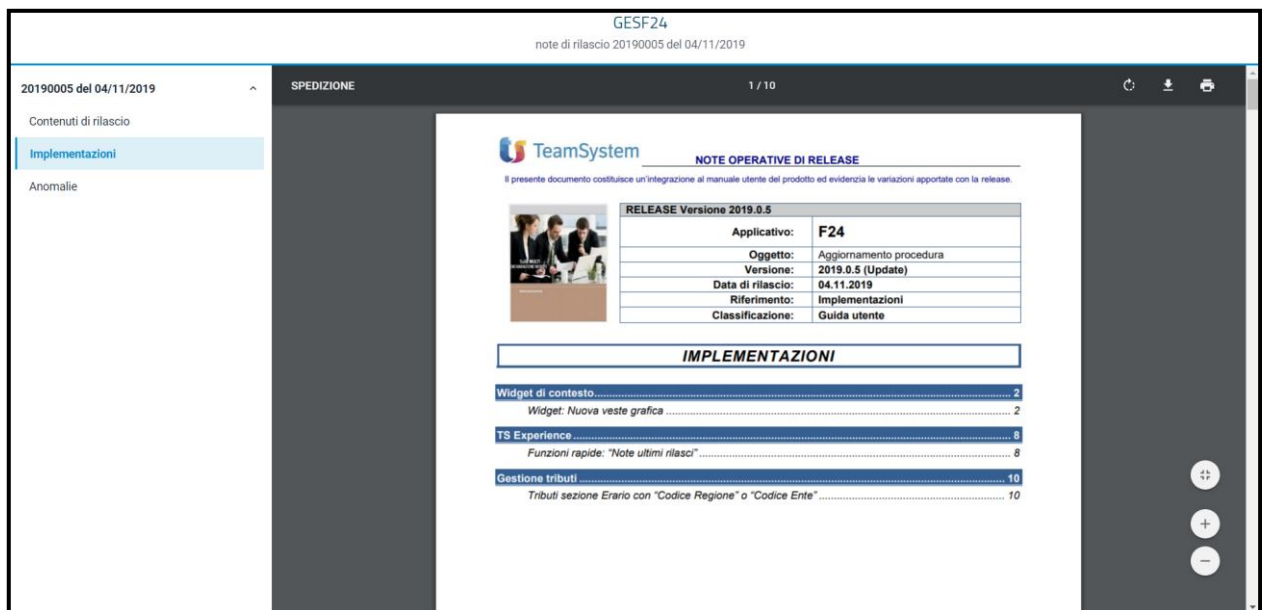 GESF24
note di rilascio 20190005 del 04/11/2019
20190005 del 04/11/2019
Contenuti di rilascio
Implementazioni
Anomalie
SPEDIZIONE
1 / 10
TeamSystem
NOTE OPERATIVE DI RELEASE
Il presente documento costituisce un'integrazione al manuale utente del prodotto ed evidenzia le variazioni apportate con la release.
RELEASE Versione 2019.0.5
Applicativo: F24
Oggetto: Aggiornamento procedura
Versione: 2019.0.5 (Update)
Data di rilascio: 04.11.2019
Riferimento: Implementazioni
Classificazione: Guida utente
IMPLEMENTAZIONI
Widget di contesto 2
Widget: Nuova veste grafica 2
TS Experience 8
Funzioni rapide: "Note ultimi rilasci" 8
Gestione tributi 10
Tributi sezione Erario con "Codice Regione" o "Codice Ente" 10